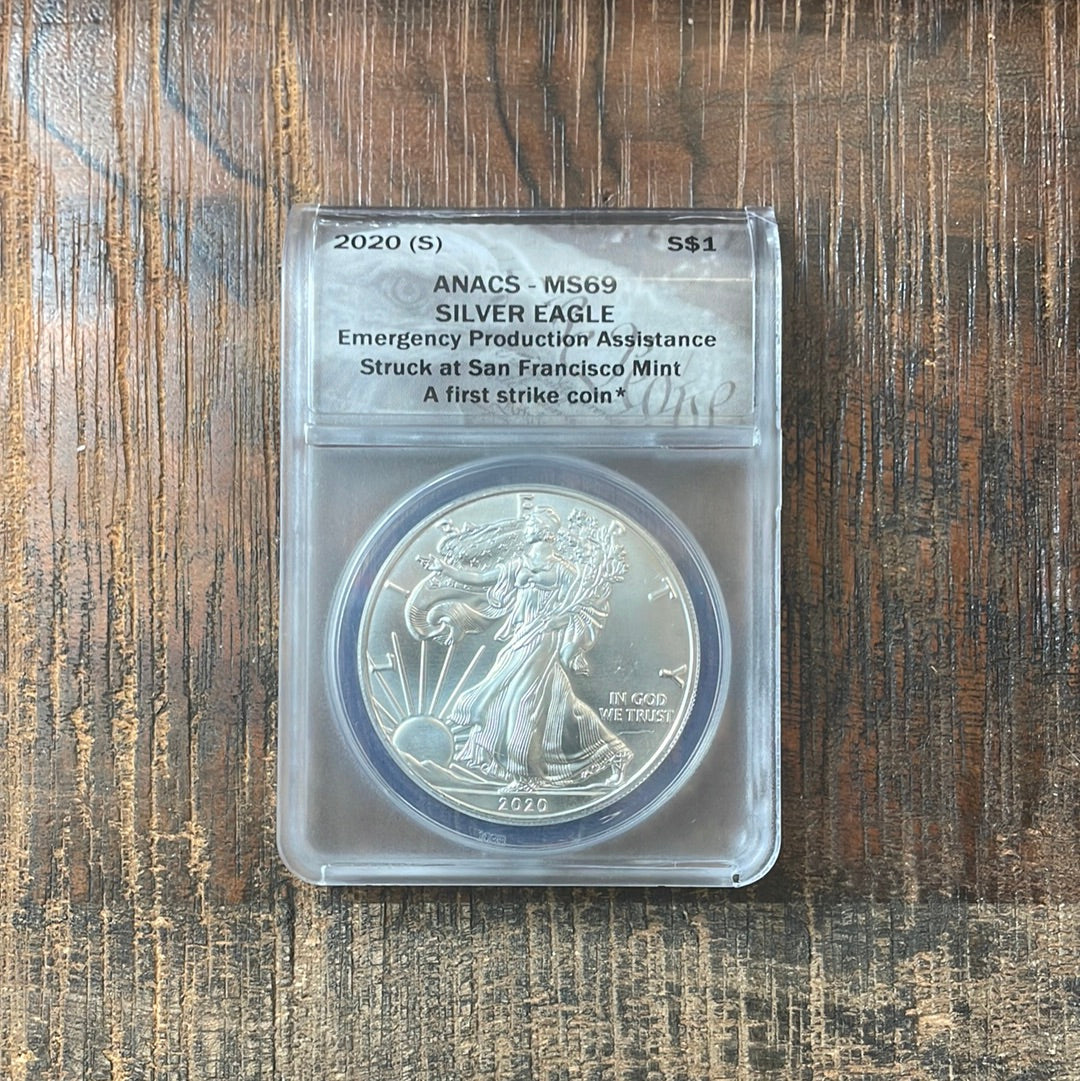 2020 (S) S$1
ANACS - MS69
SILVER EAGLE
Emergency Production Assistance
Struck at San Francisco Mint
A first strike coin*
LIBERTY
IN GOD
WE TRUST
2020